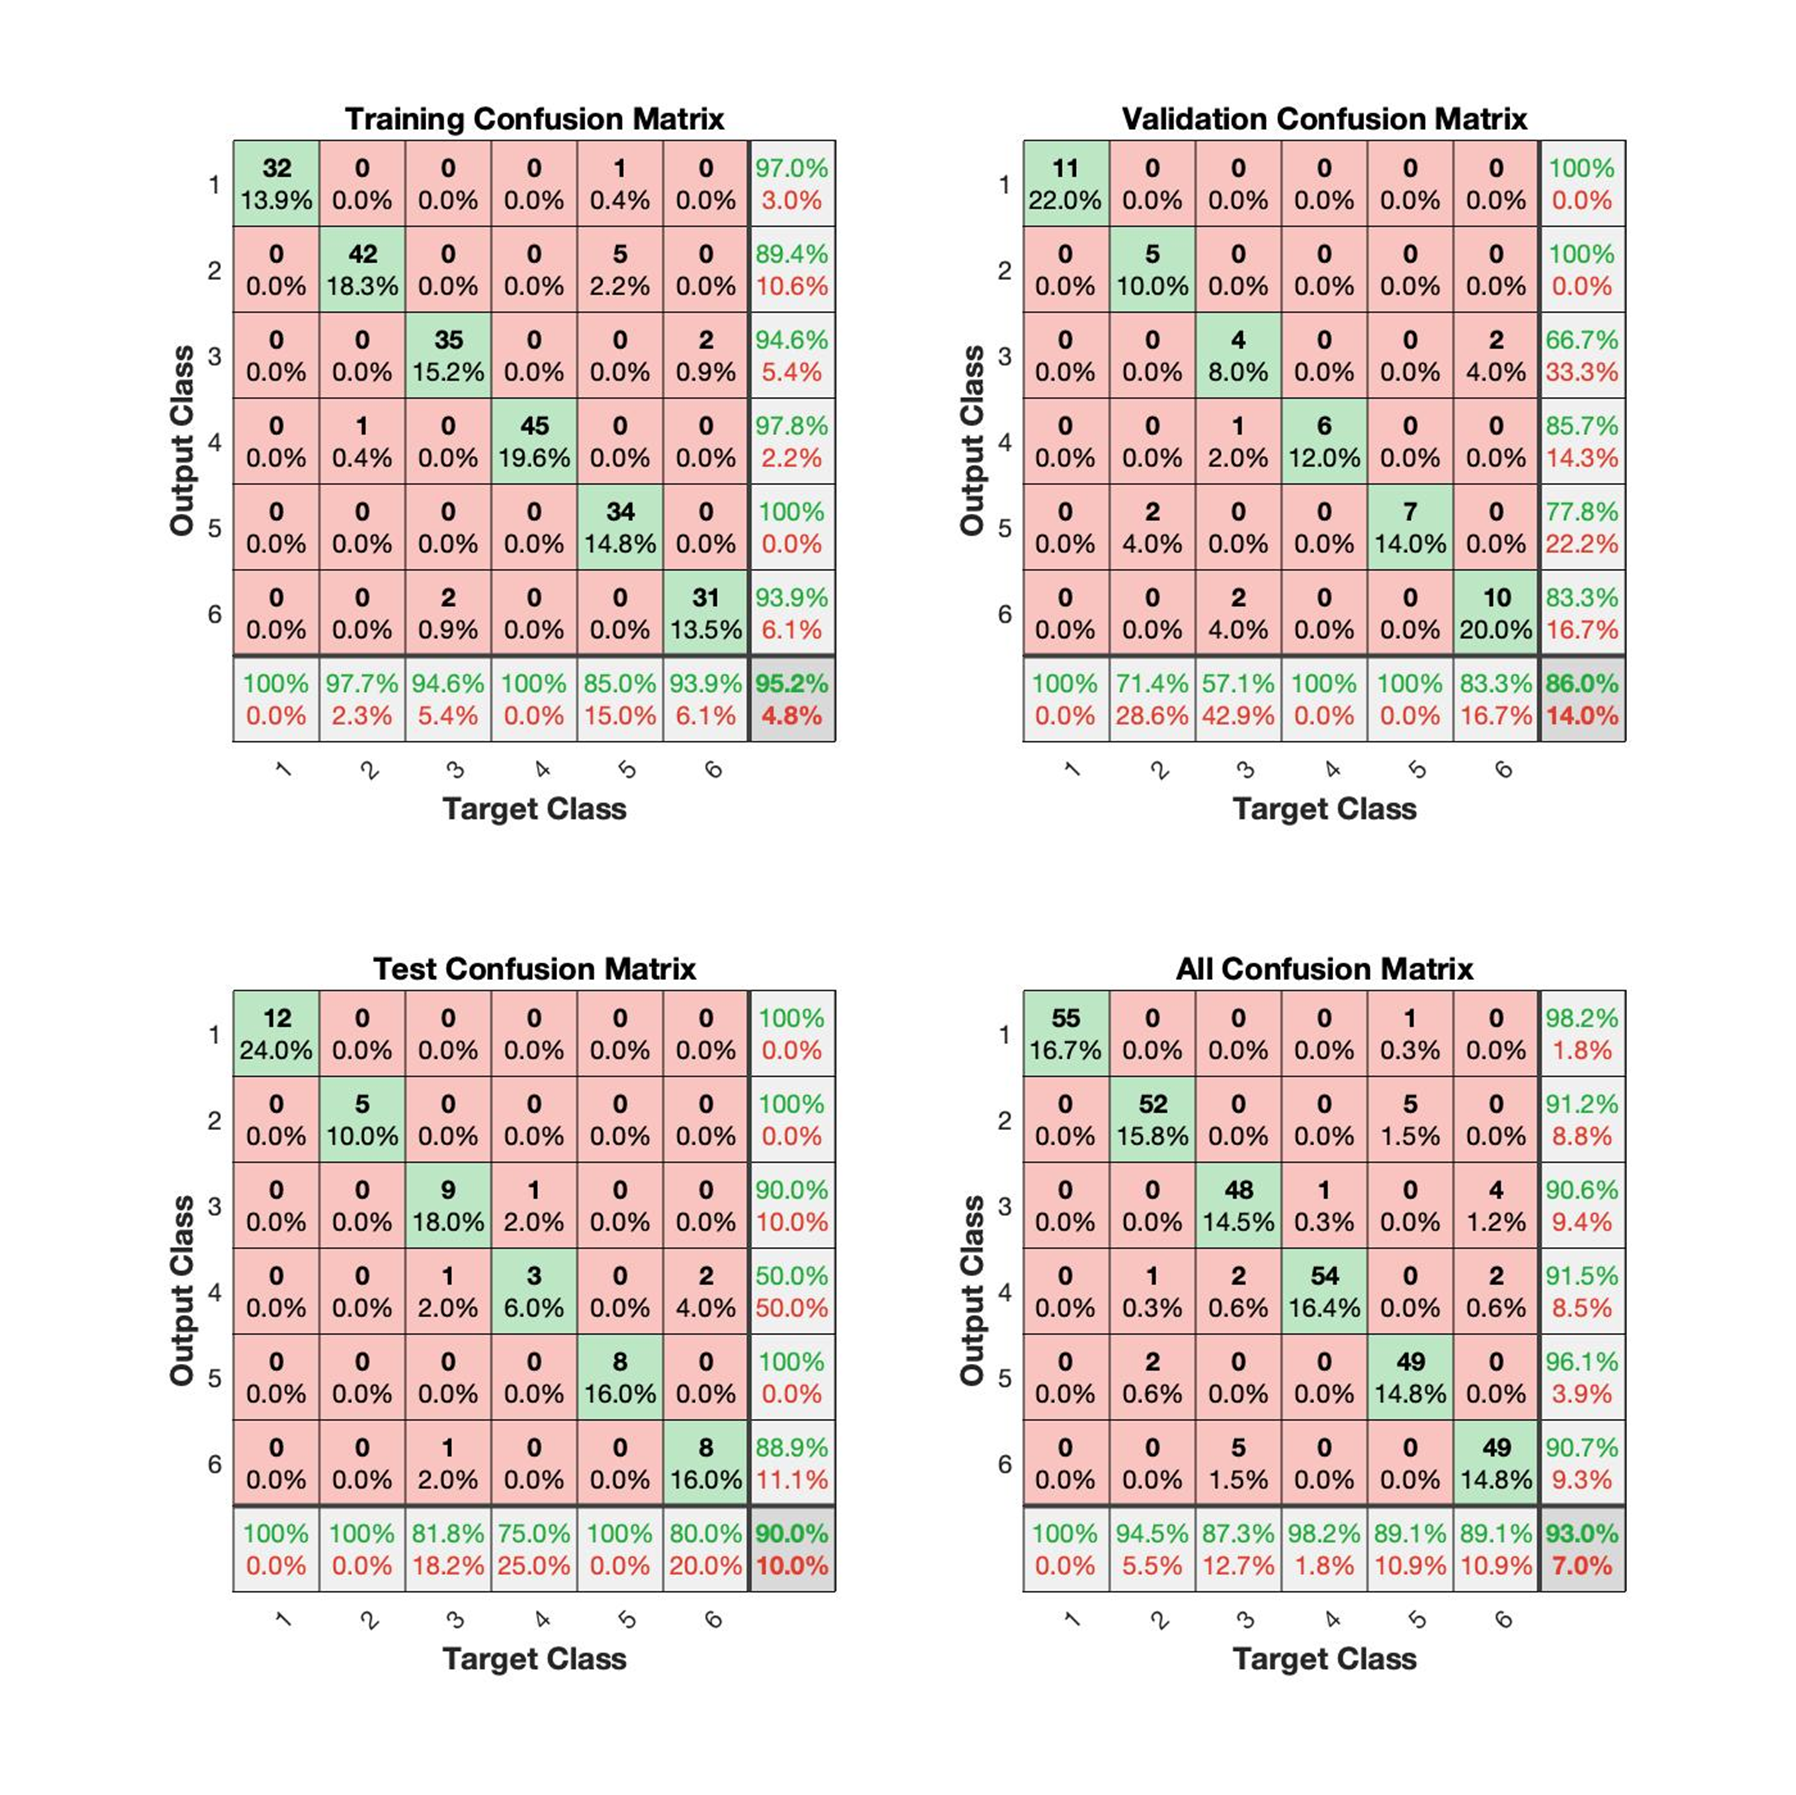 Training Confusion Matrix
1 32 0 0 0 1 0 97.0%
13.9% 0.0% 0.0% 0.0% 0.4% 0.0% 3.0%
2 0 42 0 0 5 0 89.4%
0.0% 18.3% 0.0% 0.0% 2.2% 0.0% 10.6%
3 0 0 35 0 0 2 94.6%
0.0% 0.0% 15.2% 0.0% 0.0% 0.9% 5.4%
4 0 1 0 45 0 0 97.8%
0.0% 0.4% 0.0% 19.6% 0.0% 0.0% 2.2%
5 0 0 0 0 34 0 100%
0.0% 0.0% 0.0% 0.0% 14.8% 0.0% 0.0%
6 0 0 2 0 0 31 93.9%
0.0% 0.0% 0.9% 0.0% 0.0% 13.5% 6.1%
100% 97.7% 94.6% 100% 85.0% 93.9% 95.2%
0.0% 2.3% 5.4% 0.0% 15.0% 6.1% 4.8%
1 2 3 4 5 6
Target Class
Output Class
Validation Confusion Matrix
1 11 0 0 0 0 0 100%
22.0% 0.0% 0.0% 0.0% 0.0% 0.0% 0.0%
2 0 5 0 0 0 0 100%
0.0% 10.0% 0.0% 0.0% 0.0% 0.0% 0.0%
3 0 0 4 0 0 2 66.7%
0.0% 0.0% 8.0% 0.0% 0.0% 4.0% 33.3%
4 0 0 1 6 0 0 85.7%
0.0% 0.0% 2.0% 12.0% 0.0% 0.0% 14.3%
5 0 2 0 0 7 0 77.8%
0.0% 4.0% 0.0% 0.0% 14.0% 0.0% 22.2%
6 0 0 2 0 0 10 83.3%
0.0% 0.0% 4.0% 0.0% 0.0% 20.0% 16.7%
100% 71.4% 57.1% 100% 100% 83.3% 86.0%
0.0% 28.6% 42.9% 0.0% 0.0% 16.7% 14.0%
1 2 3 4 5 6
Target Class
Output Class
Test Confusion Matrix
1 12 0 0 0 0 0 100%
24.0% 0.0% 0.0% 0.0% 0.0% 0.0% 0.0%
2 0 5 0 0 0 0 100%
0.0% 10.0% 0.0% 0.0% 0.0% 0.0% 0.0%
3 0 0 9 1 0 0 90.0%
0.0% 0.0% 18.0% 2.0% 0.0% 0.0% 10.0%
4 0 0 1 3 0 2 50.0%
0.0% 0.0% 2.0% 6.0% 0.0% 4.0% 50.0%
5 0 0 0 0 8 0 100%
0.0% 0.0% 0.0% 0.0% 16.0% 0.0% 0.0%
6 0 0 1 0 0 8 88.9%
0.0% 0.0% 2.0% 0.0% 0.0% 16.0% 11.1%
100% 100% 81.8% 75.0% 100% 80.0% 90.0%
0.0% 0.0% 18.2% 25.0% 0.0% 20.0% 10.0%
1 2 3 4 5 6
Target Class
Output Class
All Confusion Matrix
1 55 0 0 0 1 0 98.2%
16.7% 0.0% 0.0% 0.0% 0.3% 0.0% 1.8%
2 0 52 0 0 5 0 91.2%
0.0% 15.8% 0.0% 0.0% 1.5% 0.0% 8.8%
3 0 0 48 1 0 4 90.6%
0.0% 0.0% 14.5% 0.3% 0.0% 1.2% 9.4%
4 0 1 2 54 0 2 91.5%
0.0% 0.3% 0.6% 16.4% 0.0% 0.6% 8.5%
5 0 2 0 0 49 0 96.1%
0.0% 0.6% 0.0% 0.0% 14.8% 0.0% 3.9%
6 0 0 5 0 0 49 90.7%
0.0% 0.0% 1.5% 0.0% 0.0% 14.8% 9.3%
100% 94.5% 87.3% 98.2% 89.1% 89.1% 93.0%
0.0% 5.5% 12.7% 1.8% 10.9% 10.9% 7.0%
1 2 3 4 5 6
Target Class
Output Class